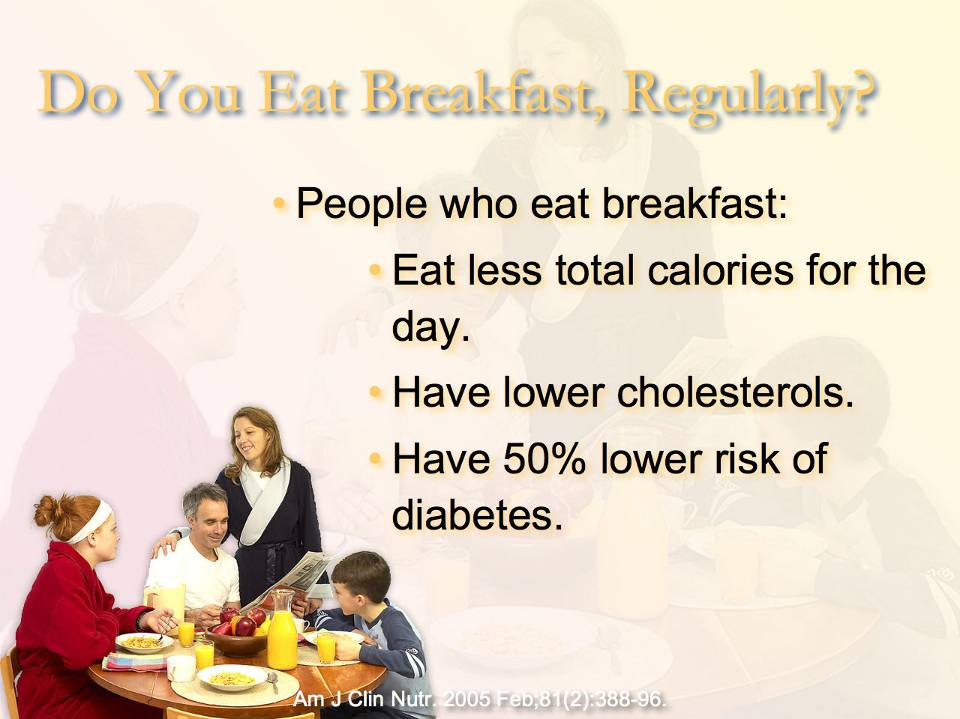 Do You Eat Breakfast, Regularly?
• People who eat breakfast:
• Eat less total calories for the
day.
• Have lower cholesterols.
• Have 50% lower risk of
diabetes.
Am J Clin Nutr. 2005 Feb;81(2):388-96.